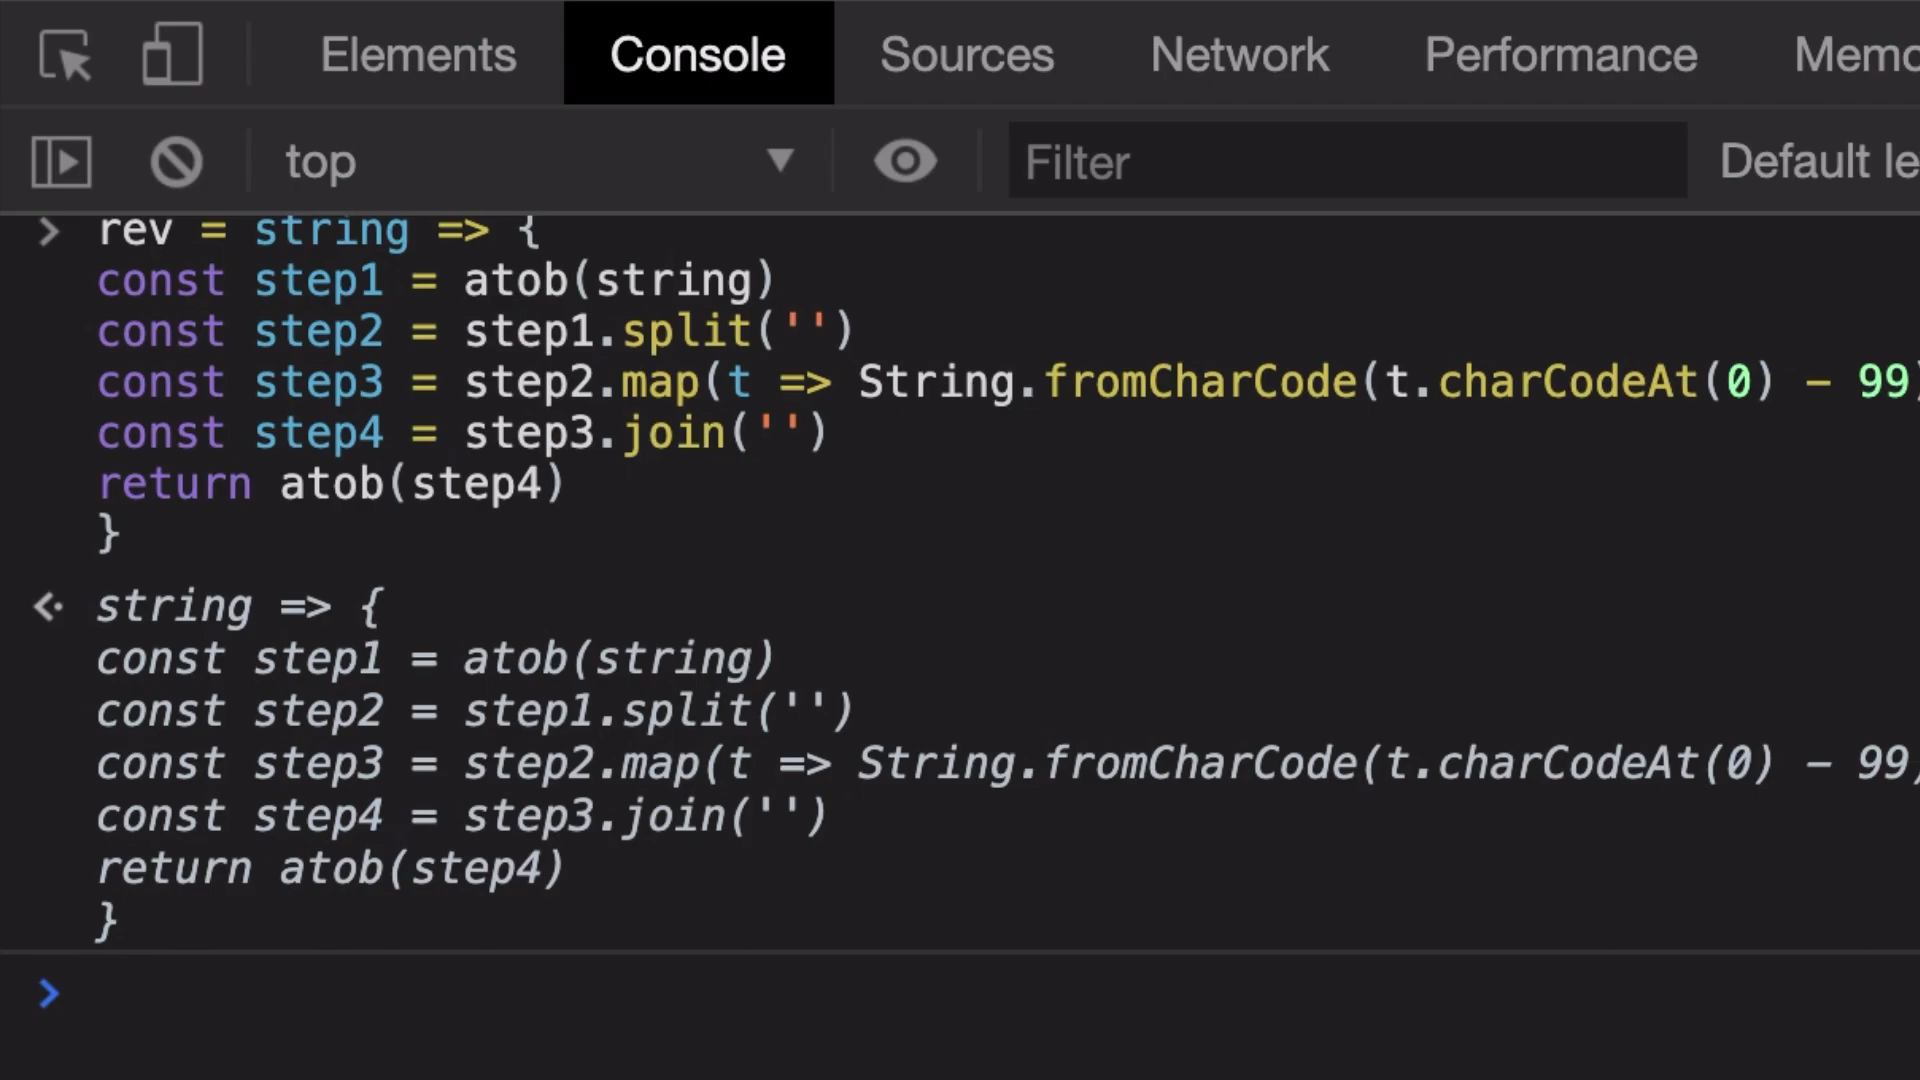 Elements Console Sources Network Performance Memo
top ▼ Filter Default le
> rev = string => {
const step1 = atob(string)
const step2 = step1.split('')
const step3 = step2.map(t => String.fromCharCode(t.charCodeAt(0) - 99)
const step4 = step3.join('')
return atob(step4)
}
string => {
const step1 = atob(string)
const step2 = step1.split('')
const step3 = step2.map(t => String.fromCharCode(t.charCodeAt(0) - 99)
const step4 = step3.join('')
return atob(step4)
}
>